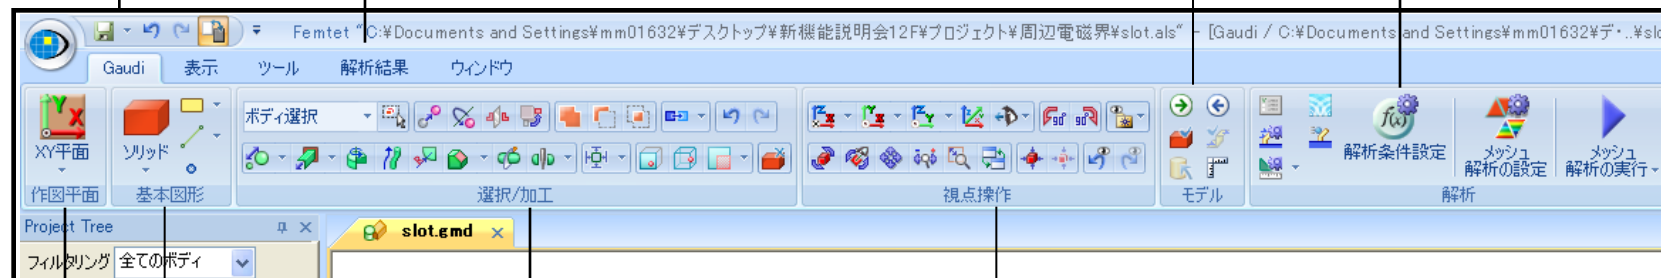 Femtet “C:¥Documents and Settings¥mm01632¥デスクトップ¥新機能説明会12F¥プロジェクト¥周辺電磁界¥slot.als“ - [Gaudi / C:¥Documents and Settings¥mm01632¥デ・..¥slo
Gaudi 表示 ツール 解析結果 ウィンドウ
ボディ選択
XY平面 ソリッド 解析条件設定 メッシュ 解析の設定 メッシュ 解析の実行
作図平面 基本図形 選択/加工 視点操作 モデル 解析
Project Tree slot.gmd
フィルタリング 全てのボディ